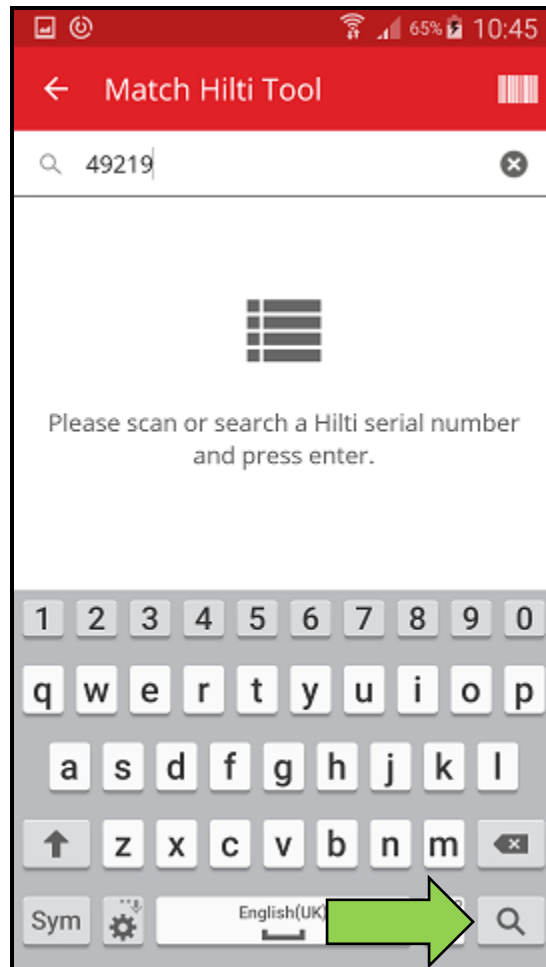 65% 10:45
Match Hilti Tool
49219
Please scan or search a Hilti serial number
and press enter.
1 2 3 4 5 6 7 8 9 0
q w e r t y u i o p
a s d f g h j k l
z x c v b n m
Sym English(UK)